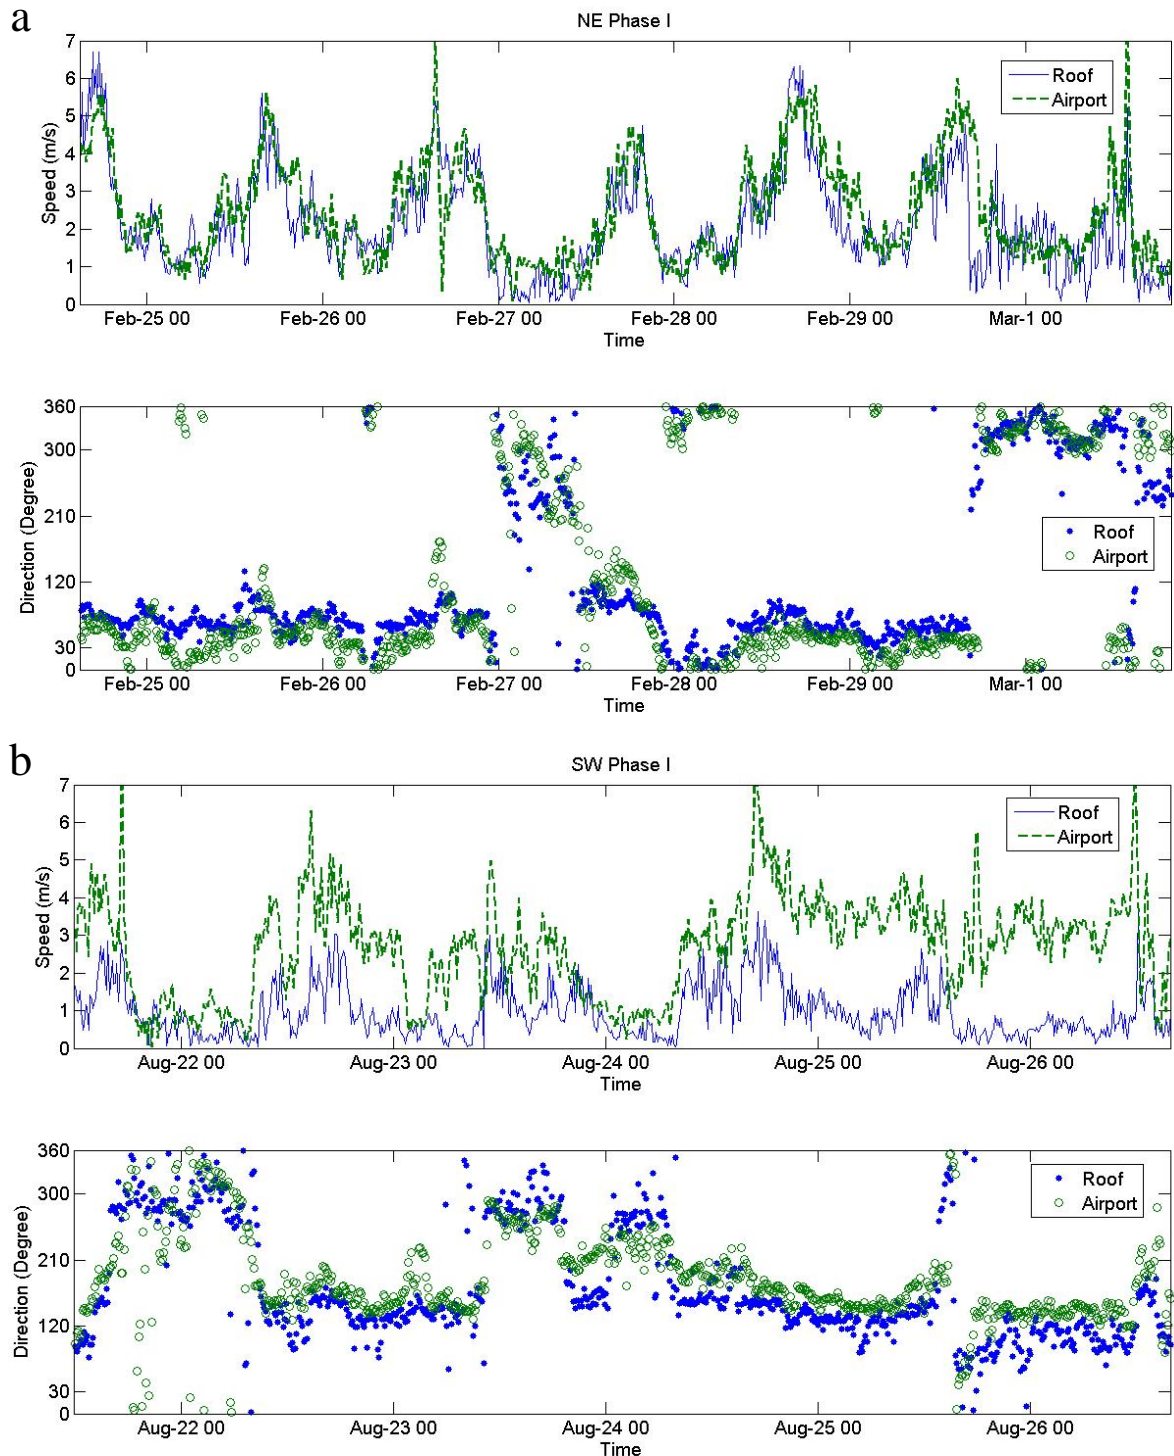 a
NE Phase I
7
6
5
4
3
2
1
0
Speed (m/s)
Roof
Airport
Feb-25 00
Feb-26 00
Feb-27 00
Feb-28 00
Feb-29 00
Mar-1 00
Time
360
300
210
120
30
0
Direction (Degree)
Roof
Airport
Feb-25 00
Feb-26 00
Feb-27 00
Feb-28 00
Feb-29 00
Mar-1 00
Time
b
SW Phase I
7
6
5
4
3
2
1
0
Speed (m/s)
Roof
Airport
Aug-22 00
Aug-23 00
Aug-24 00
Aug-25 00
Aug-26 00
Time
360
300
210
120
30
0
Direction (Degree)
Roof
Airport
Aug-22 00
Aug-23 00
Aug-24 00
Aug-25 00
Aug-26 00
Time